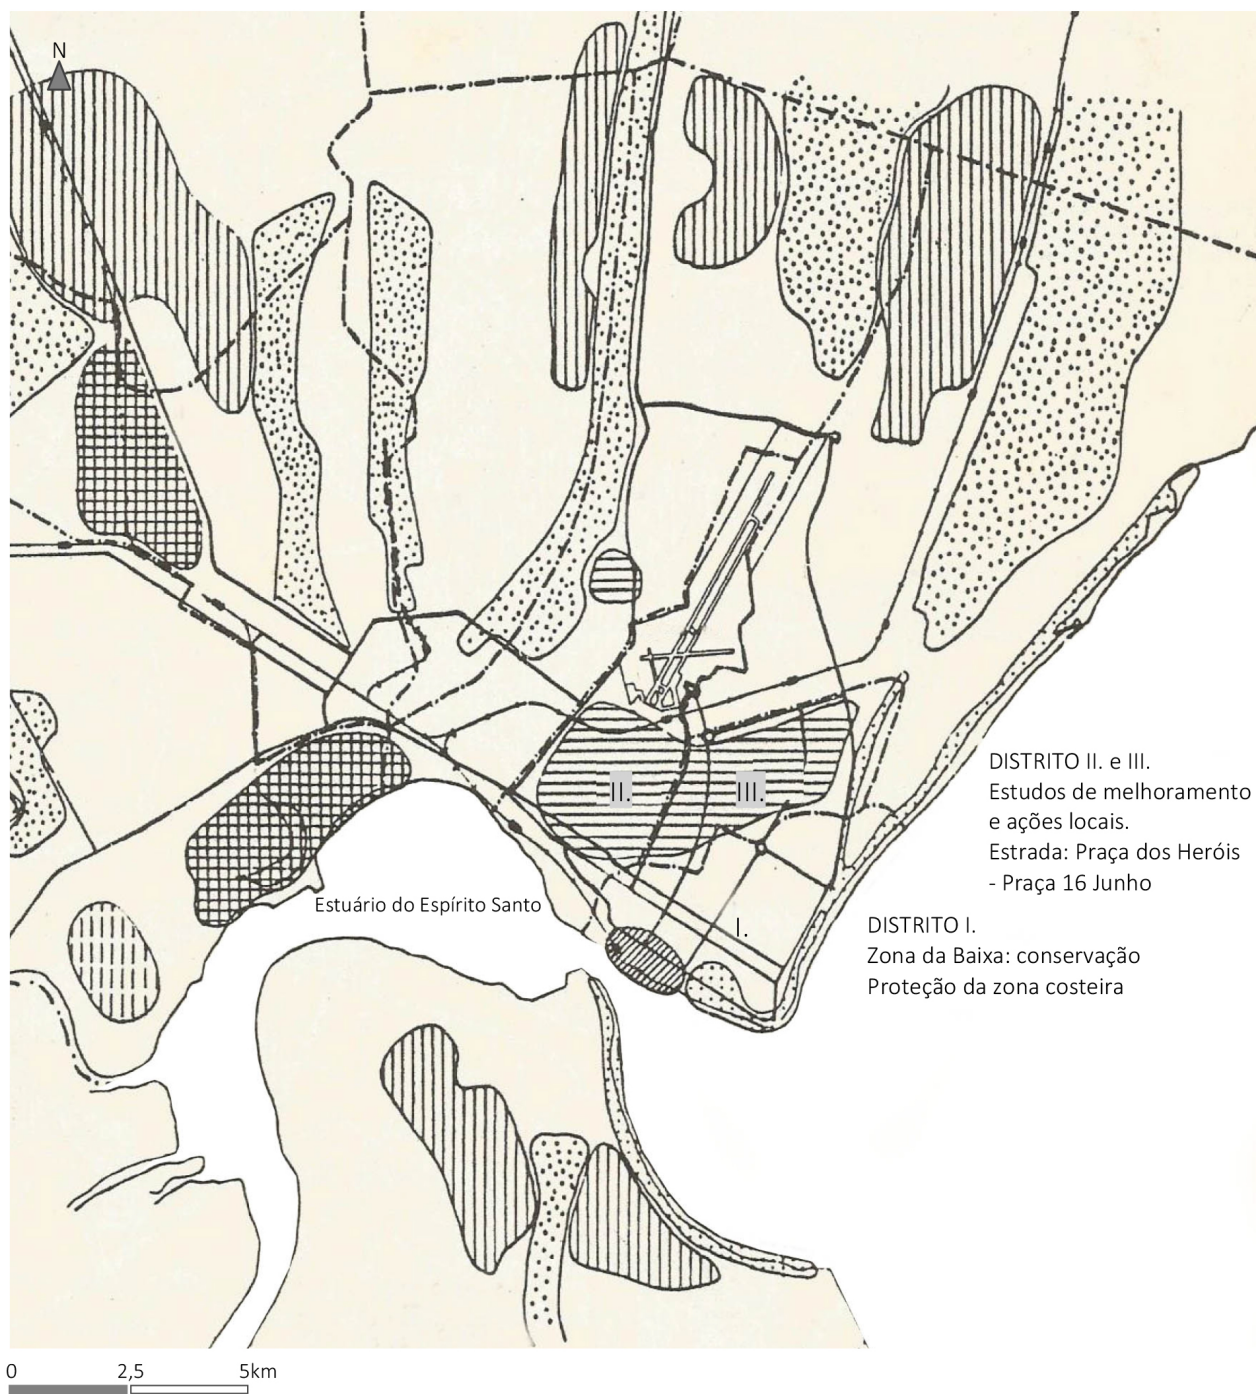 N
II.
III.
DISTRITO II. e III.
Estudos de melhoramento
e ações locais.
Estrada: Praça dos Heróis
- Praça 16 Junho
Estuário do Espírito Santo
I.
DISTRITO I.
Zona da Baixa: conservação
Proteção da zona costeira
0 2,5 5km